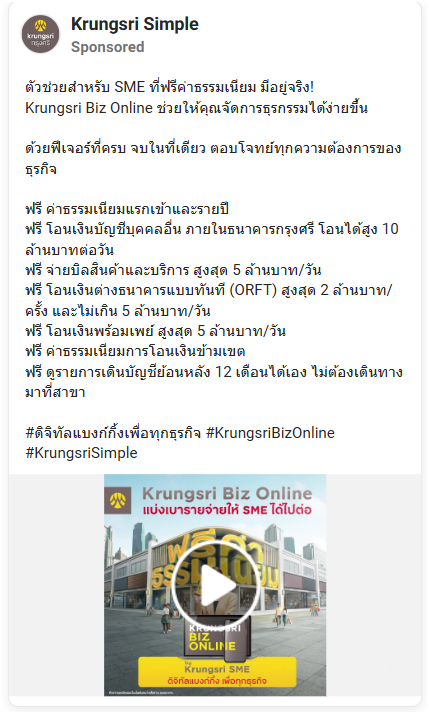 krungsri
กรุงศรี
Krungsri Simple
Sponsored
ตัวช่วยสำหรับ SME ที่ฟรีค่าธรรมเนียม มีอยู่จริง!
Krungsri Biz Online ช่วยให้คุณจัดการธุรกรรมได้ง่ายขึ้น
ด้วยฟีเจอร์ที่ครบ จบในที่เดียว ตอบโจทย์ทุกความต้องการของ
ธุรกิจ
ฟรี ค่าธรรมเนียมแรกเข้าและรายปี
ฟรี โอนเงินบัญชีบุคคลอื่น ภายในธนาคารกรุงศรี โอนได้สูง 10
ล้านบาทต่อวัน
ฟรี จ่ายบิลสินค้าและบริการ สูงสุด 5 ล้านบาท/วัน
ฟรี โอนเงินต่างธนาคารแบบทันที (ORFT) สูงสุด 2 ล้านบาท/
ครั้ง และไม่เกิน 5 ล้านบาท/วัน
ฟรี โอนเงินพร้อมเพย์ สูงสุด 5 ล้านบาท/วัน
ฟรี ค่าธรรมเนียมการโอนเงินข้ามเขต
ฟรี ดูรายการเดินบัญชีย้อนหลัง 12 เดือนได้เอง ไม่ต้องเดินทาง
มาที่สาขา
#ดิจิทัลแบงก์กิ้งเพื่อทุกธุรกิจ #KrungsriBizOnline
#KrungsriSimple
Krungsri Biz Online
แบ่งเบารายจ่ายให้ SME ได้ไปต่อ
ฟรีค่า
ธรรมเนียม
KRUNGSRI
BIZ
ONLINE
by
Krungsri SME
ดิจิทัลแบงก์กิ้ง เพื่อทุกธุรกิจ